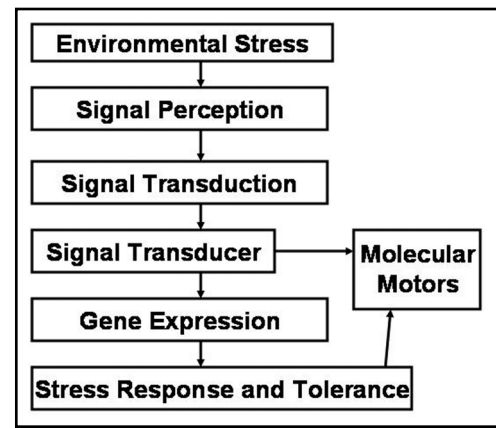 Environmental Stress
Signal Perception
Signal Transduction
Signal Transducer
Molecular
Motors
Gene Expression
Stress Response and Tolerance